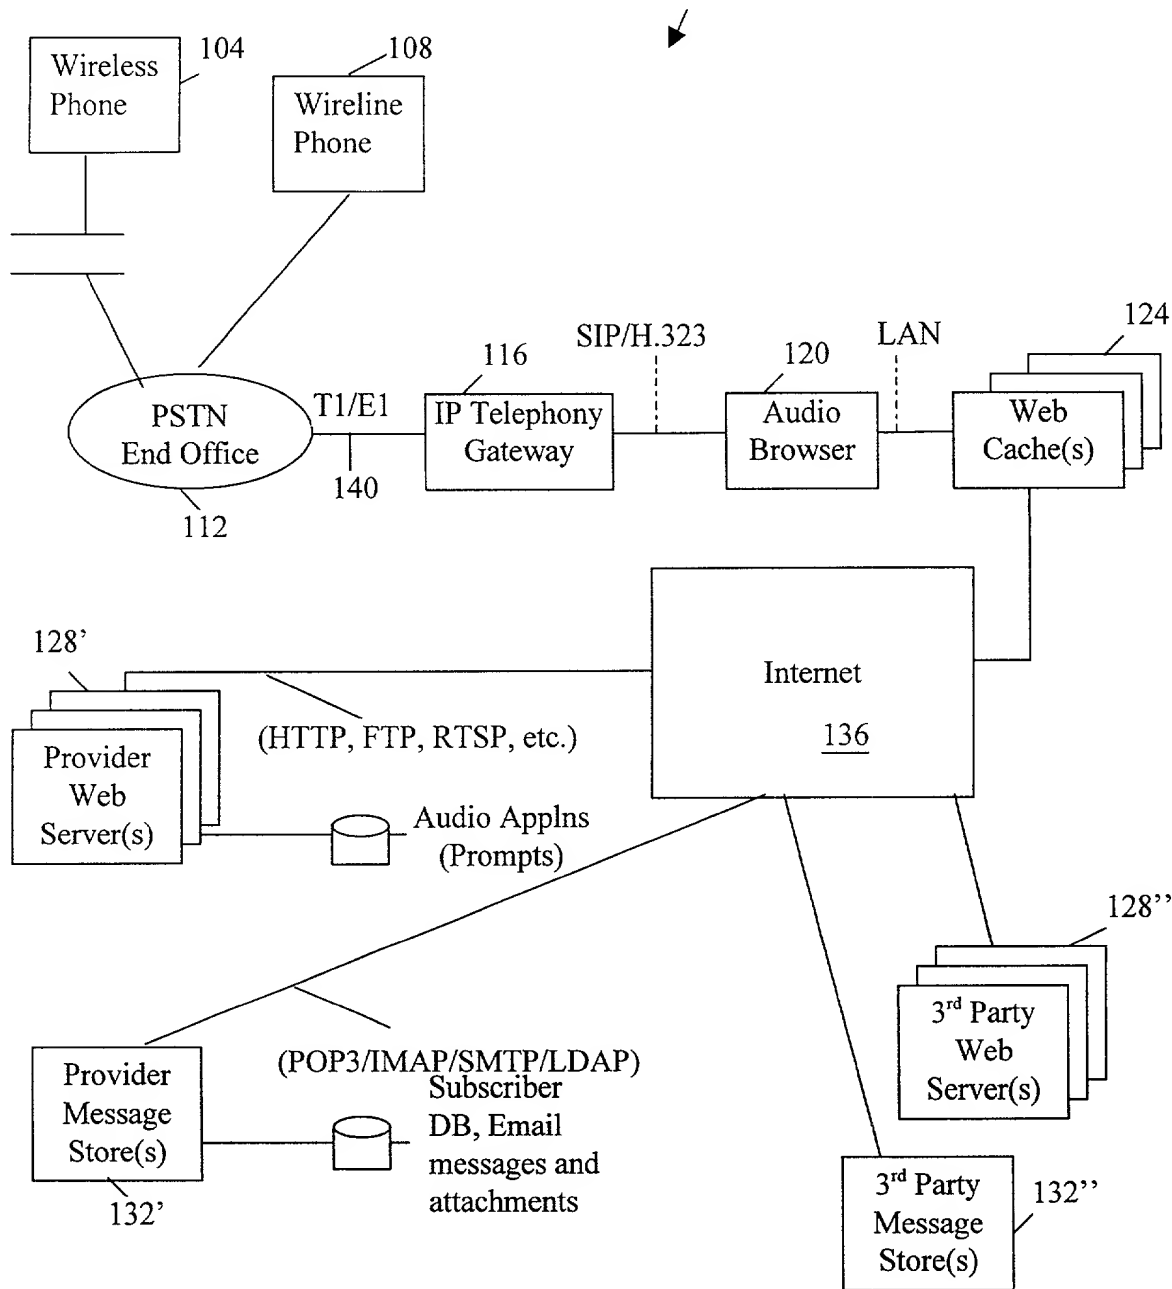 104
Wireless
Phone
108
Wireline
Phone
SIP/H.323
LAN
124
116
120
T1/E1
PSTN
End Office
IP Telephony
Gateway
Audio
Browser
Web
Cache(s)
140
112
128’
Internet
136
(HTTP, FTP, RTSP, etc.)
Provider
Web
Server(s)
Audio Applns
(Prompts)
128’’
3rd Party
Web
Server(s)
(POP3/IMAP/SMTP/LDAP)
Provider
Message
Store(s)
Subscriber
DB, Email
messages and
attachments
132’
3rd Party
Message
Store(s)
132’’